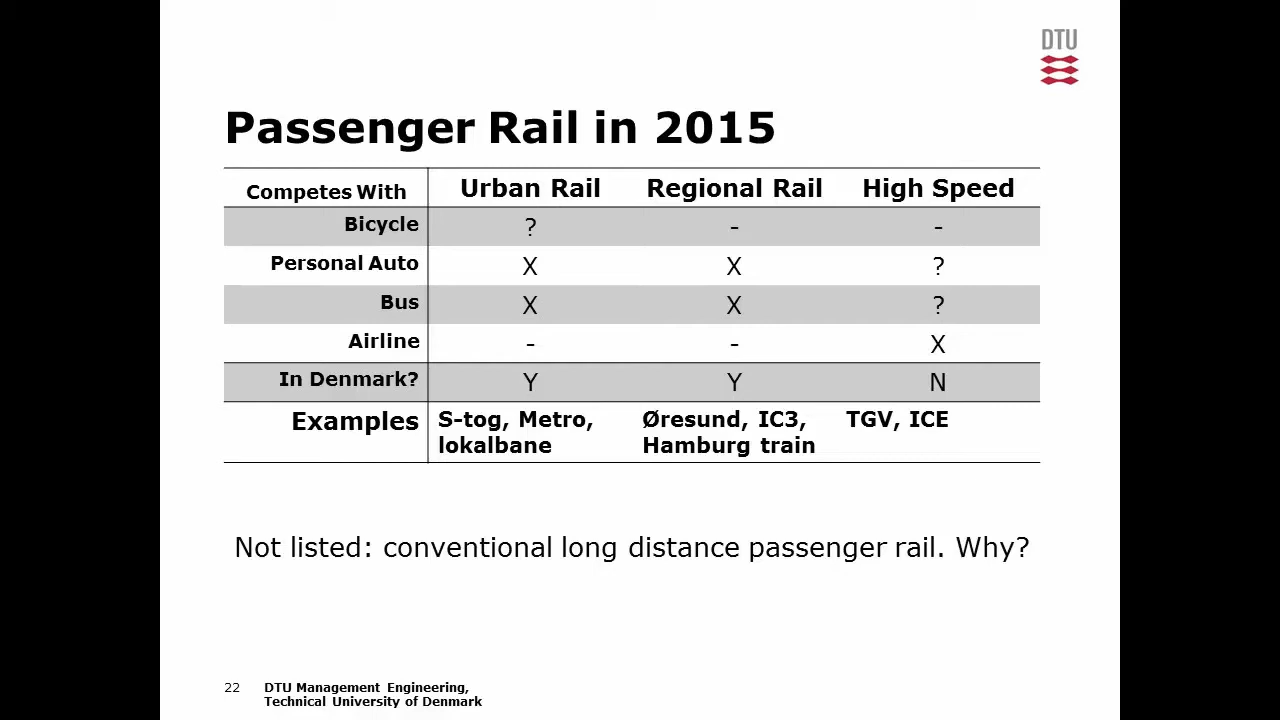 DTU
Passenger Rail in 2015
Competes With Urban Rail Regional Rail High Speed
Bicycle ? - -
Personal Auto X X ?
Bus X X ?
Airline - - X
In Denmark? Y Y N
Examples S-tog, Metro, lokalbane Øresund, IC3, Hamburg train TGV, ICE
Not listed: conventional long distance passenger rail. Why?
22 DTU Management Engineering,
Technical University of Denmark